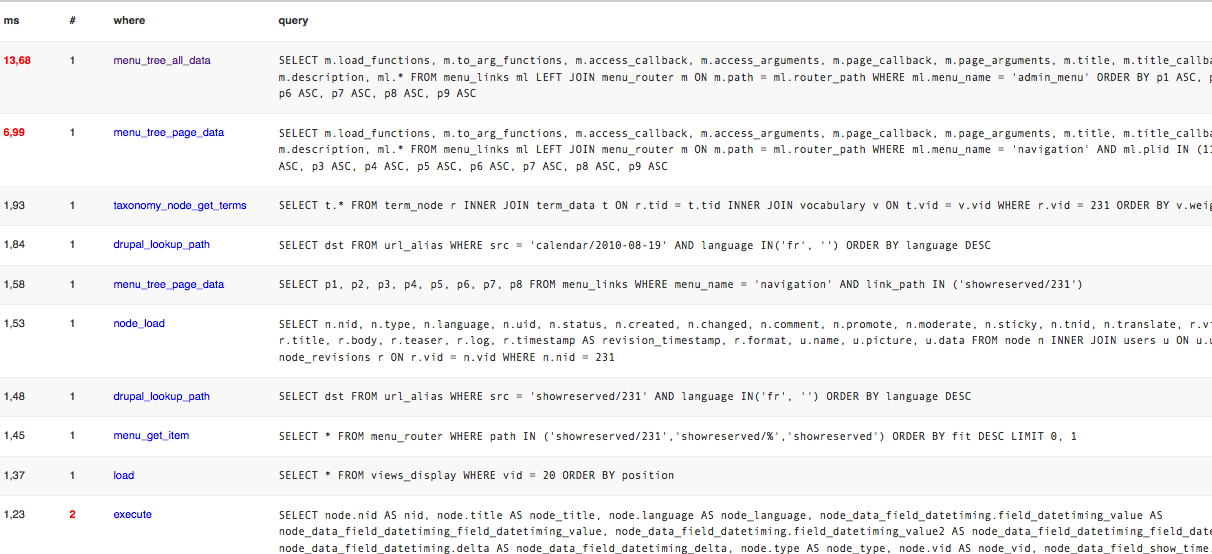 ms # where query
13,68 1 menu_tree_all_data SELECT m.load_functions, m.to_arg_functions, m.access_callback, m.access_arguments, m.page_callback, m.page_arguments, m.title, m.title_callba
m.description, ml.* FROM menu_links ml LEFT JOIN menu_router m ON m.path = ml.router_path WHERE ml.menu_name = 'admin_menu' ORDER BY p1 ASC, p
p6 ASC, p7 ASC, p8 ASC, p9 ASC
6,99 1 menu_tree_page_data SELECT m.load_functions, m.to_arg_functions, m.access_callback, m.access_arguments, m.page_callback, m.page_arguments, m.title, m.title_callba
m.description, ml.* FROM menu_links ml LEFT JOIN menu_router m ON m.path = ml.router_path WHERE ml.menu_name = 'navigation' AND ml.plid IN (11
ASC, p3 ASC, p4 ASC, p5 ASC, p6 ASC, p7 ASC, p8 ASC, p9 ASC
1,93 1 taxonomy_node_get_terms SELECT t.* FROM term_node r INNER JOIN term_data t ON r.tid = t.tid INNER JOIN vocabulary v ON t.vid = v.vid WHERE r.vid = 231 ORDER BY v.weig
1,84 1 drupal_lookup_path SELECT dst FROM url_alias WHERE src = 'calendar/2010-08-19' AND language IN('fr', '') ORDER BY language DESC
1,58 1 menu_tree_page_data SELECT p1, p2, p3, p4, p5, p6, p7, p8 FROM menu_links WHERE menu_name = 'navigation' AND link_path IN ('showreserved/231')
1,53 1 node_load SELECT n.nid, n.type, n.language, n.uid, n.status, n.created, n.changed, n.comment, n.promote, n.moderate, n.sticky, n.tnid, n.translate, r.vi
r.title, r.body, r.teaser, r.log, r.timestamp AS revision_timestamp, r.format, u.name, u.picture, u.data FROM node n INNER JOIN users u ON u.u
node_revisions r ON r.vid = n.vid WHERE n.nid = 231
1,48 1 drupal_lookup_path SELECT dst FROM url_alias WHERE src = 'showreserved/231' AND language IN('fr', '') ORDER BY language DESC
1,45 1 menu_get_item SELECT * FROM menu_router WHERE path IN ('showreserved/231','showreserved/%','showreserved') ORDER BY fit DESC LIMIT 0, 1
1,37 1 load SELECT * FROM views_display WHERE vid = 20 ORDER BY position
1,23 2 execute SELECT node.nid AS nid, node.title AS node_title, node.language AS node_language, node_data_field_datetiming.field_datetiming_value AS
node_data_field_datetiming_field_datetiming_value, node_data_field_datetiming.field_datetiming_value2 AS node_data_field_datetiming_field_date
node_data_field_datetiming.delta AS node_data_field_datetiming_delta, node.type AS node_type, node.vid AS node_vid, node_data_field_show_time.